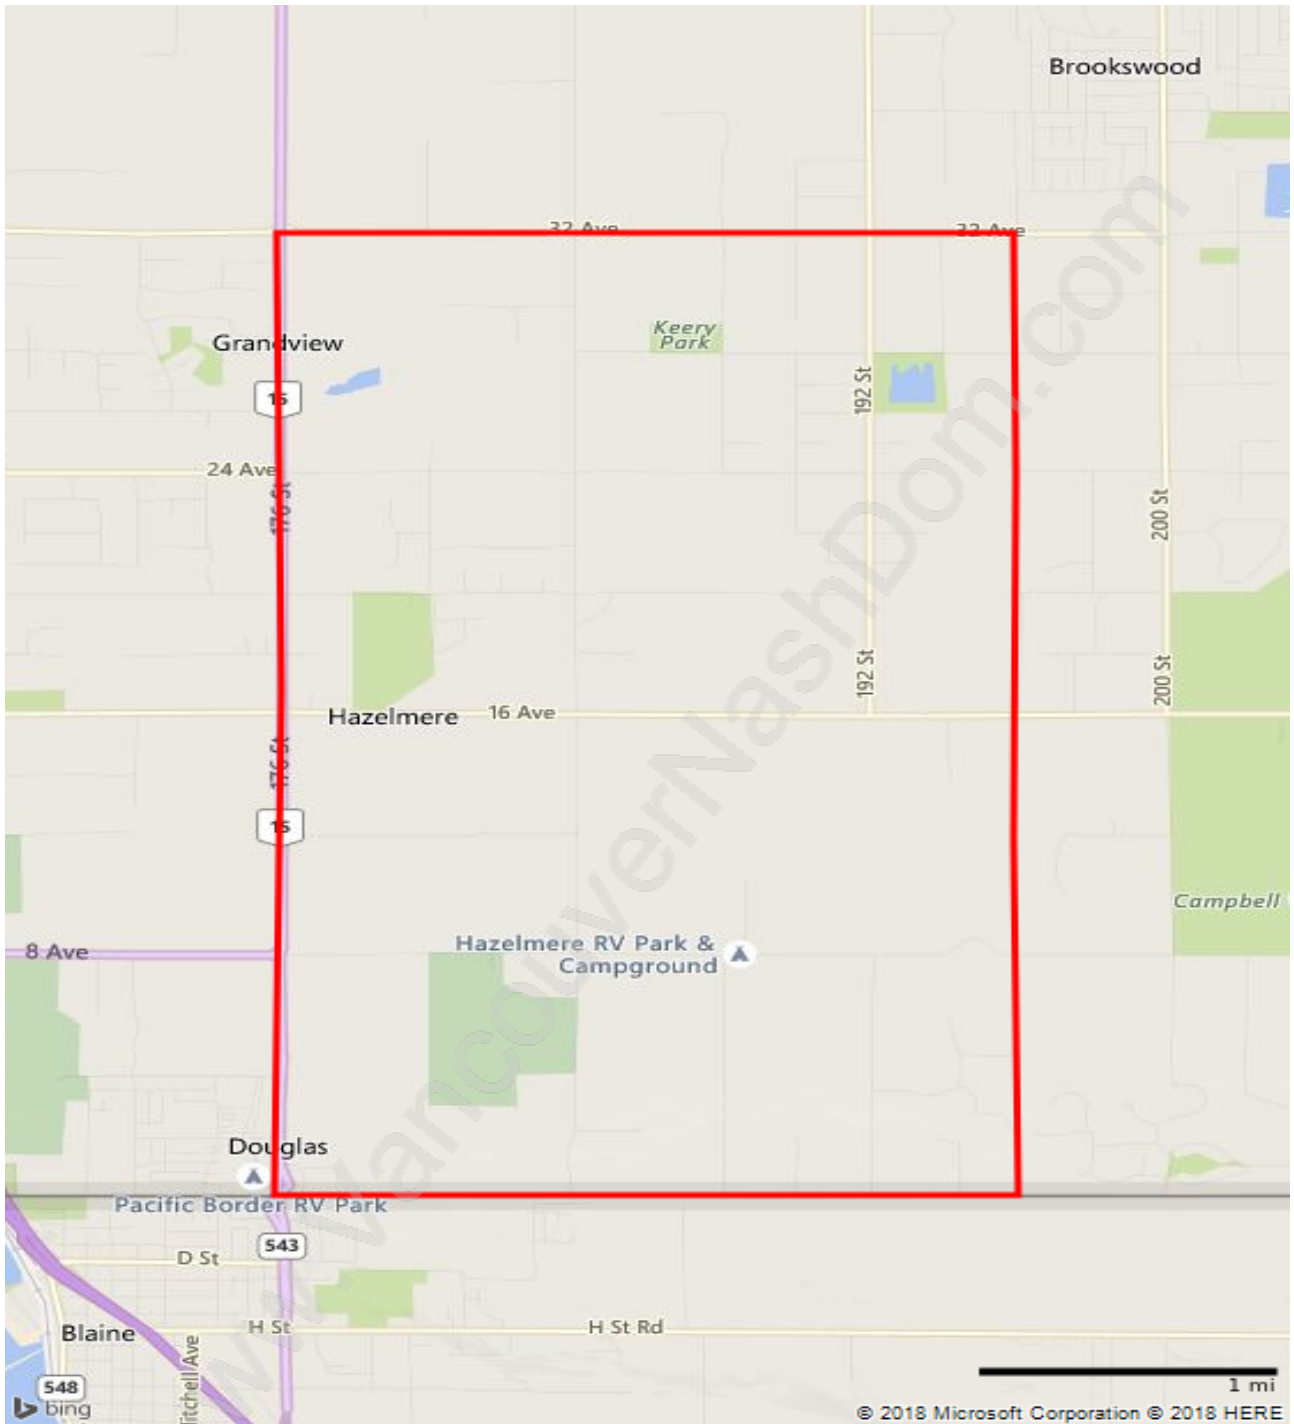 Brookswood
32 Ave
32 Ave
Keery
Park
Grandview
15
192 St
24 Ave
176 St
200 St
192 St
200 St
Hazelmere
16 Ave
176 St
15
Campbell
8 Ave
Hazelmere RV Park &
Campground
Douglas
Pacific Border RV Park
543
D St
Blaine
H St
H St Rd
548
bing
1 mi
© 2018 Microsoft Corporation © 2018 HERE
www.VancouverNashDom.com